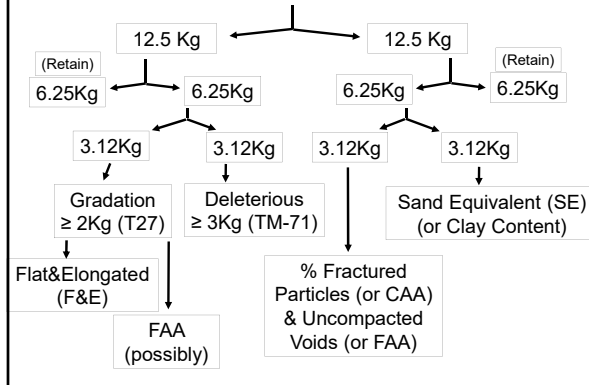 12.5 Kg
12.5 Kg
(Retain)
6.25Kg
6.25Kg
6.25Kg
(Retain)
6.25Kg
3.12Kg
3.12Kg
3.12Kg
3.12Kg
Gradation
≥ 2Kg (T27)
Deleterious
≥ 3Kg (TM-71)
Sand Equivalent (SE)
(or Clay Content)
Flat&Elongated
(F&E)
FAA
(possibly)
% Fractured
Particles (or CAA)
& Uncompacted
Voids (or FAA)